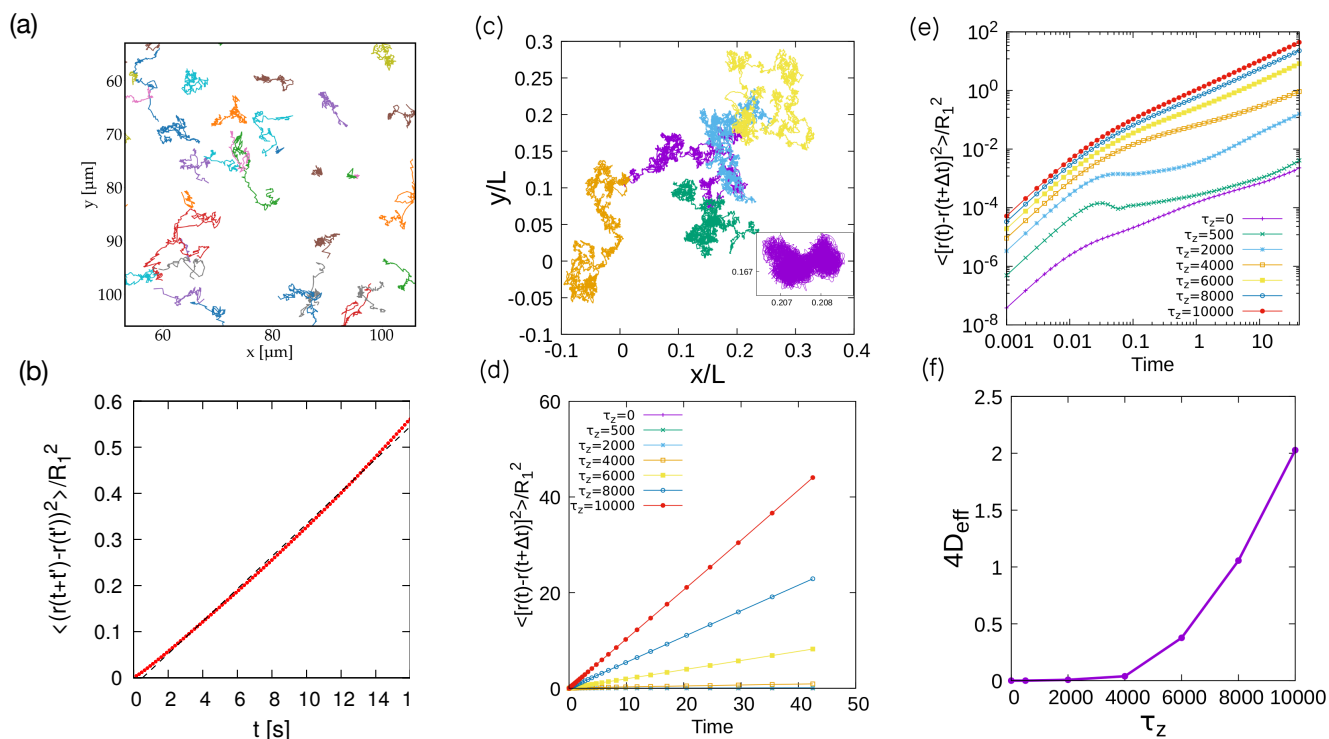 (a)
60
70
80
90
100
y [µm]
60
80
100
x [µm]
(b)
0.6
0.5
0.4
0.3
0.2
0.1
0
<(r(t+t')-r(t'))²>/R₁²
0 2 4 6 8 10 12 14 16
t [s]
(c)
0.3
0.25
0.2
0.15
0.1
0.05
0
-0.05
-0.1
y/L
0.167
0.207 0.208
-0.1 0 0.1 0.2 0.3 0.4
x/L
(d)
60
40
20
0
<[r(t)-r(t+Δt)]²>/R₁²
τz=0
τz=500
τz=2000
τz=4000
τz=6000
τz=8000
τz=10000
0 10 20 30 40 50
Time
(e)
10²
10⁰
10⁻²
10⁻⁴
10⁻⁶
10⁻⁸
<[r(t)-r(t+Δt)]²>/R₁²
τz=0
τz=500
τz=2000
τz=4000
τz=6000
τz=8000
τz=10000
0.001 0.01 0.1 1 10
Time
(f)
2.5
2
1.5
1
0.5
0
4Deff
0 2000 4000 6000 8000 10000
τz